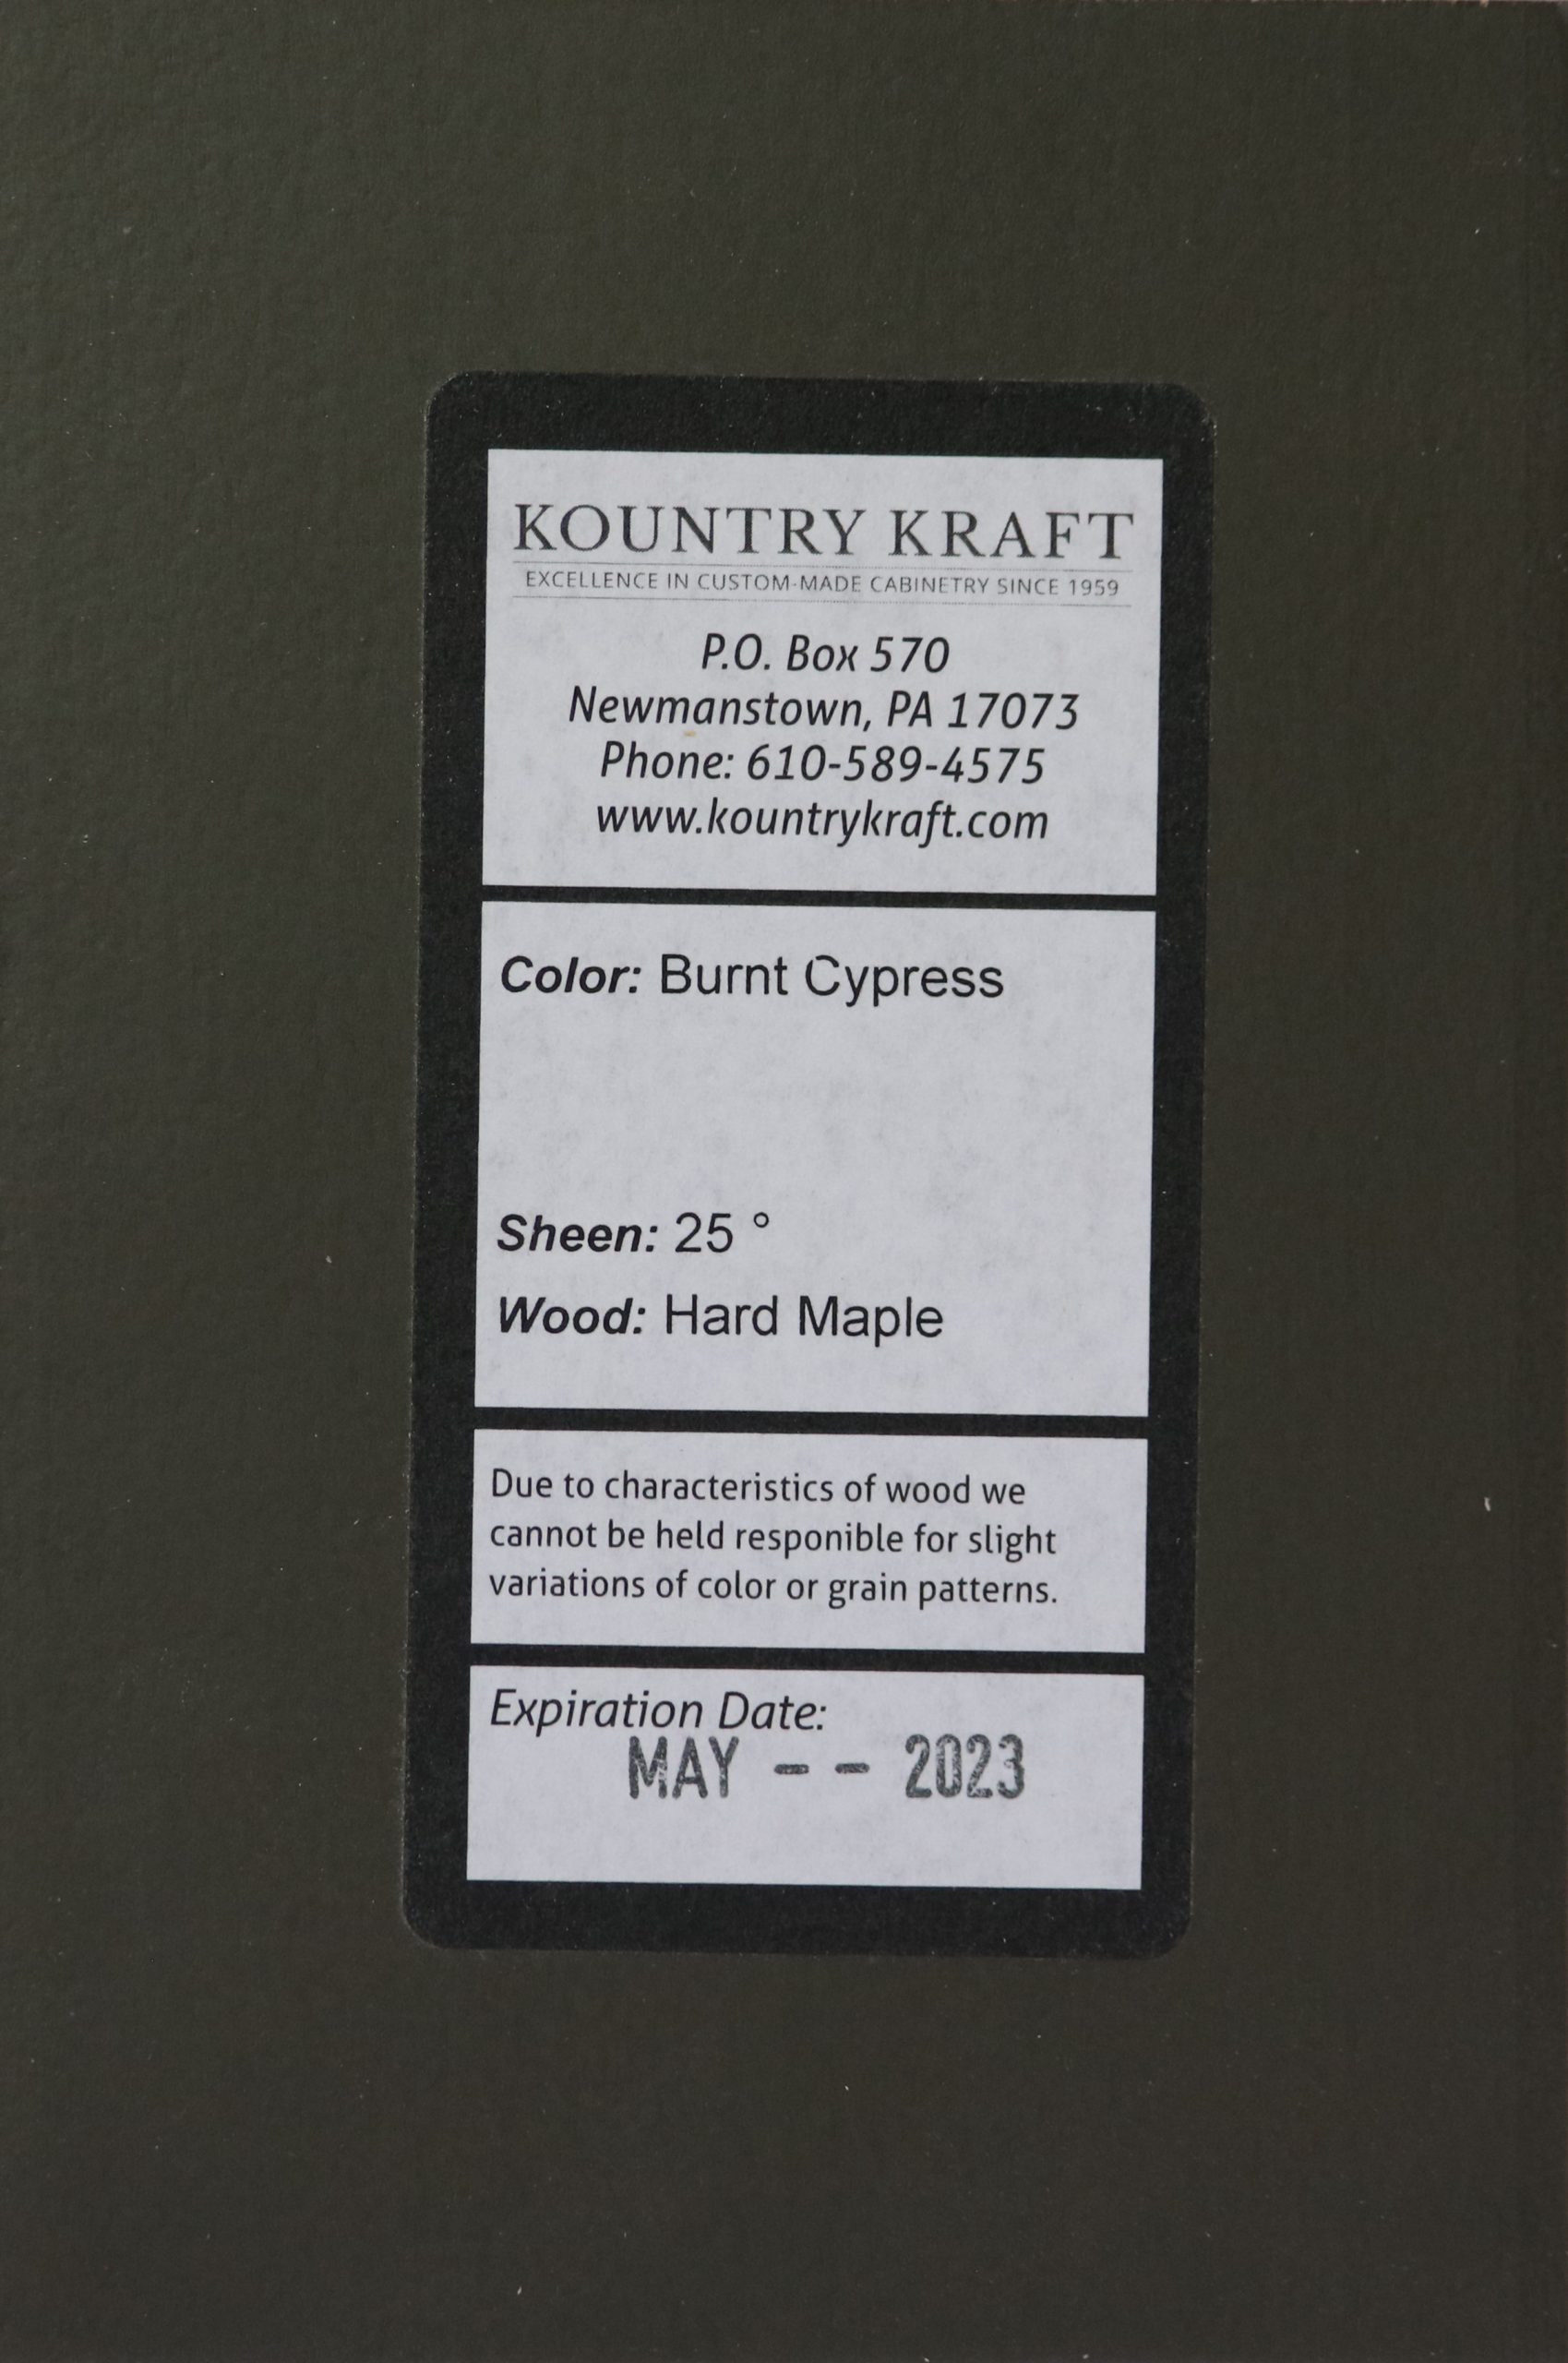 KOUNTRY KRAFT
EXCELLENCE IN CUSTOM-MADE CABINETRY SINCE 1959
P.O. Box 570
Newmanstown, PA 17073
Phone: 610-589-4575
www.kountrykraft.com
Color: Burnt Cypress
Sheen: 25 °
Wood: Hard Maple
Due to characteristics of wood we
cannot be held responible for slight
variations of color or grain patterns.
Expiration Date:
MAY -- 2023